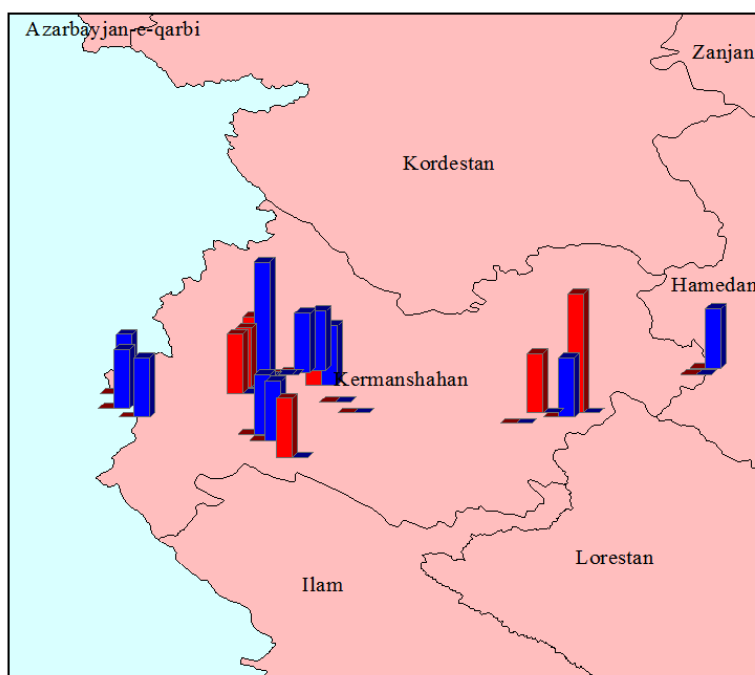 Azarbayjan-e-qarbi
Zanjan
Kordestan
Hamedan
Kermanshahan
Lorestan
Ilam